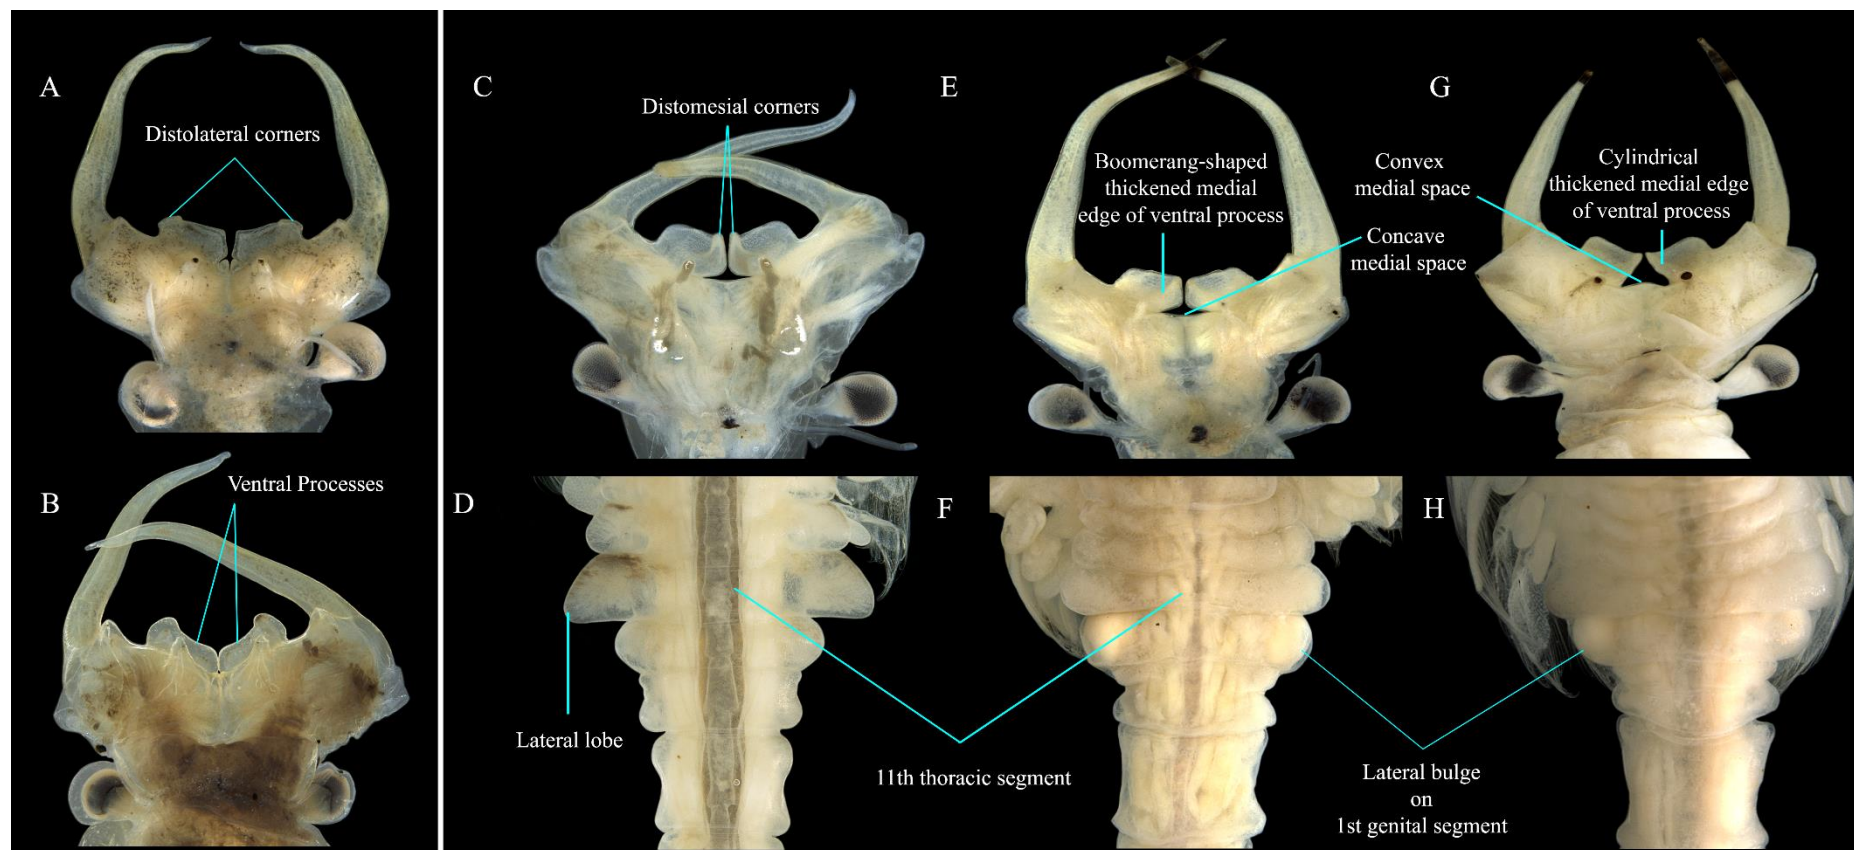 A
Distolateral corners
B
Ventral Processes
C
Distomesial corners
D
Lateral lobe
11th thoracic segment
E
Boomerang-shaped
thickened medial
edge of ventral process
Convex
medial space
Concave
medial space
F
G
Cylindrical
thickened medial edge
of ventral process
H
Lateral bulge
on
1st genital segment